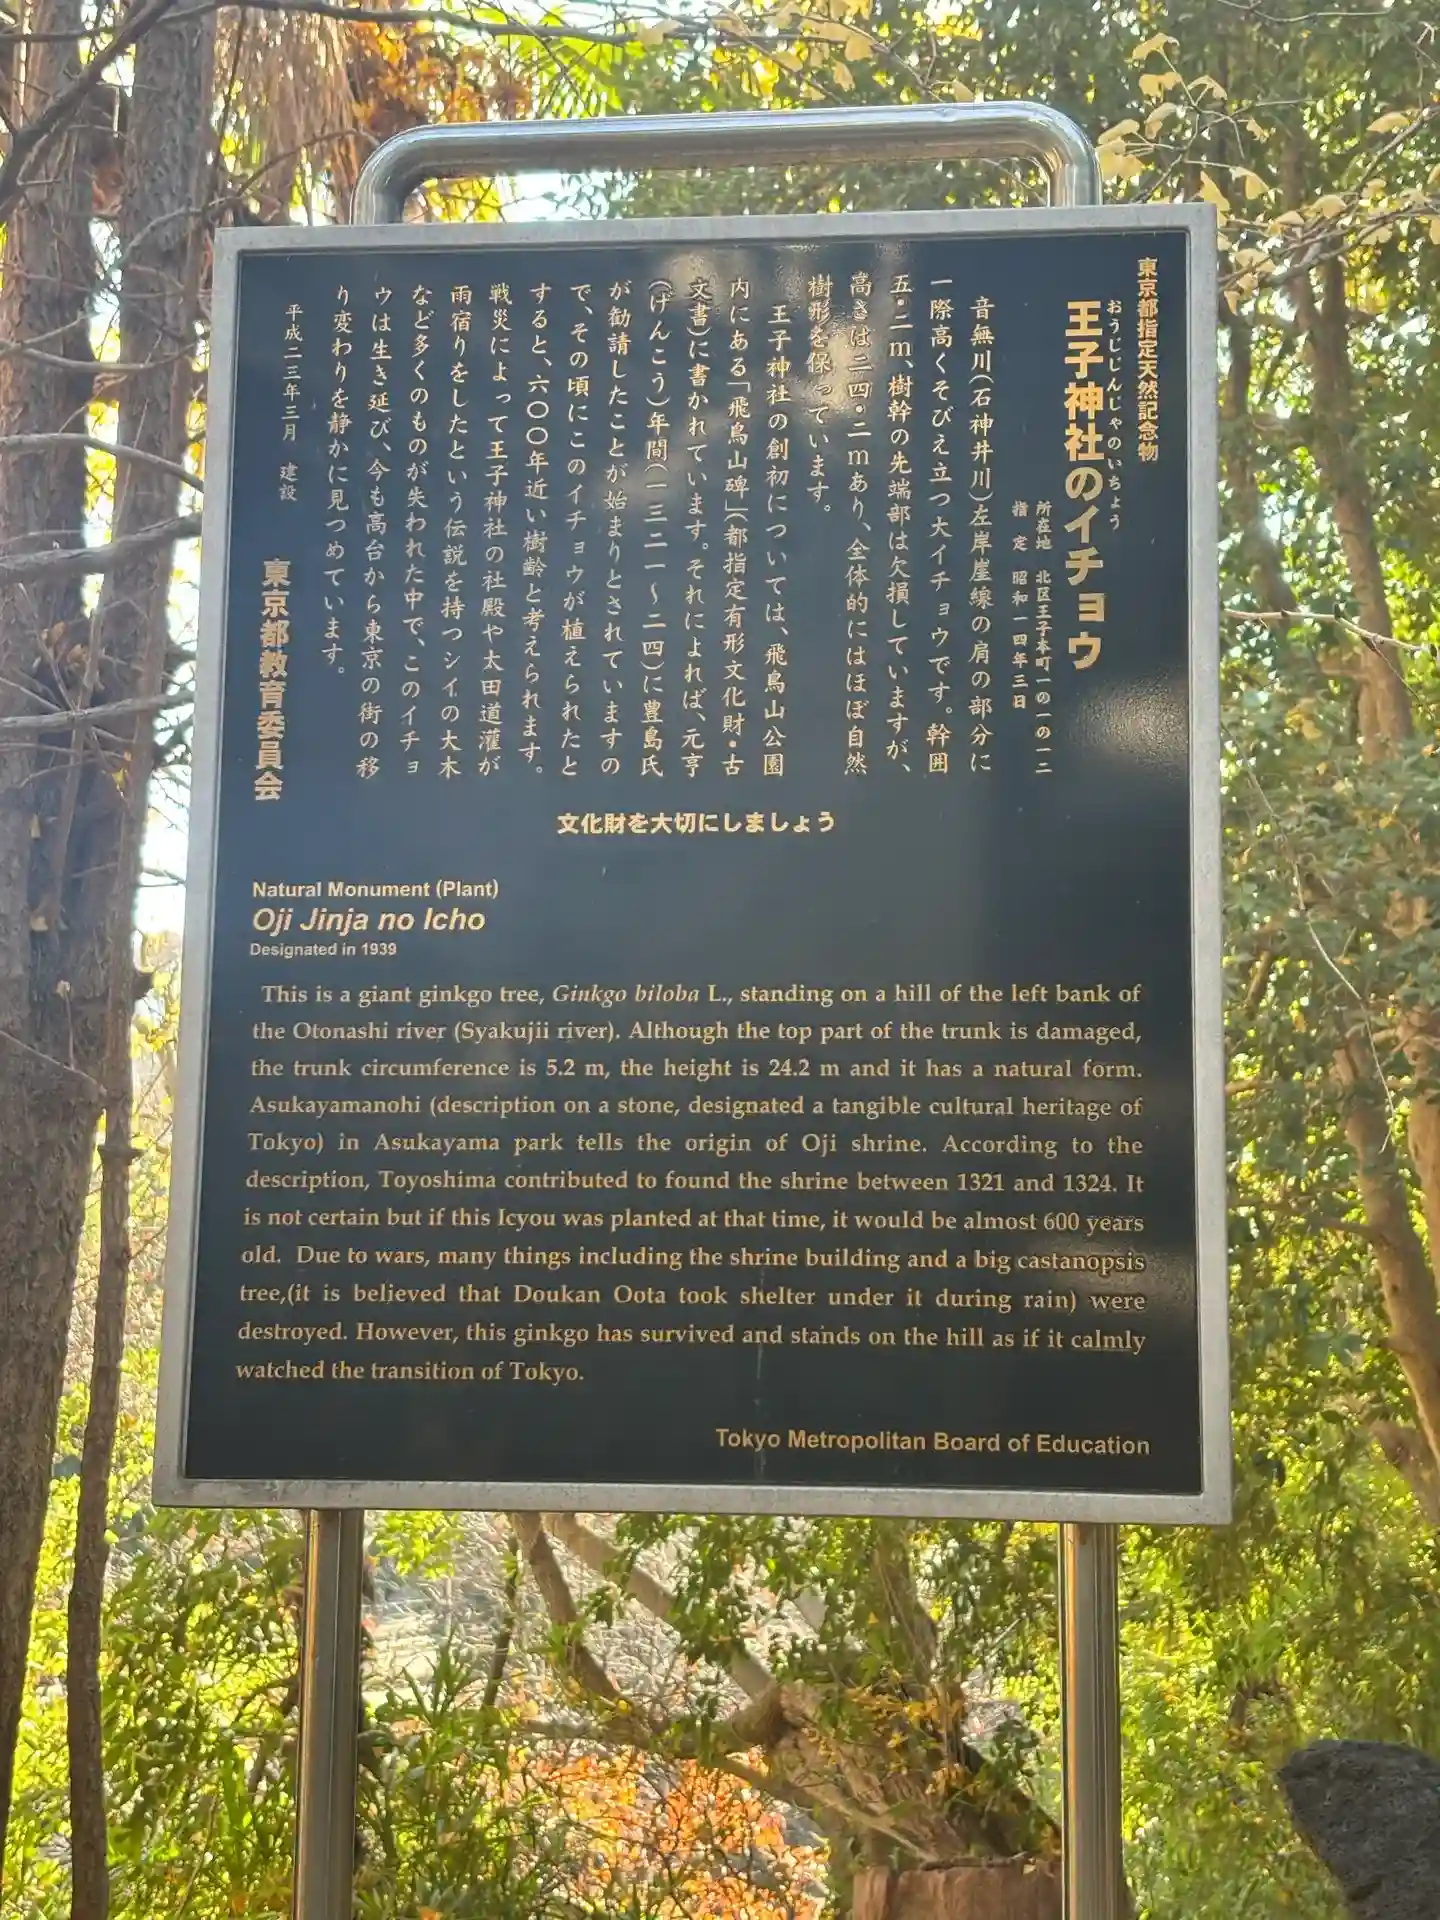 東京都指定天然記念物
おうじじんじゃのいちょう
王子神社のイチョウ
所在地 北区王子本町一の一の一二
指 定 昭和一四年三日
音無川(石神井川)左岸崖線の肩の部分に
一際高くそびえ立つ大イチョウです。幹囲
五・二m、樹幹の先端部は欠損していますが、
高さは二四・二mあり、全体的にはほぼ自然
樹形を保っています。
王子神社の創初については、飛鳥山公園
内にある「飛鳥山碑」(都指定有形文化財・古
文書)に書かれています。それによれば、元亨
(げんこう)年間(一三二一～二四)に豊島氏
が勧請したことが始まりとされていますの
で、その頃にこのイチョウが植えられたと
すると、六〇〇年近い樹齢と考えられます。
戦災によって王子神社の社殿や太田道灌が
雨宿りをしたという伝説を持つシイの大木
など多くのものが失われた中で、このイチョ
ウは生き延び、今も高台から東京の街の移
り変わりを静かに見つめています。
平成二三年三月 建設
東京都教育委員会
文化財を大切にしましょう
Natural Monument (Plant)
Oji Jinja no Icho
Designated in 1939
This is a giant ginkgo tree, Ginkgo biloba L., standing on a hill of the left bank of
the Otonashi river (Syakujii river). Although the top part of the trunk is damaged,
the trunk circumference is 5.2 m, the height is 24.2 m and it has a natural form.
Asukayamanohi (description on a stone, designated a tangible cultural heritage of
Tokyo) in Asukayama park tells the origin of Oji shrine. According to the
description, Toyoshima contributed to found the shrine between 1321 and 1324. It
is not certain but if this Icyou was planted at that time, it would be almost 600 years
old. Due to wars, many things including the shrine building and a big castanopsis
tree,(it is believed that Doukan Oota took shelter under it during rain) were
destroyed. However, this ginkgo has survived and stands on the hill as if it calmly
watched the transition of Tokyo.
Tokyo Metropolitan Board of Education